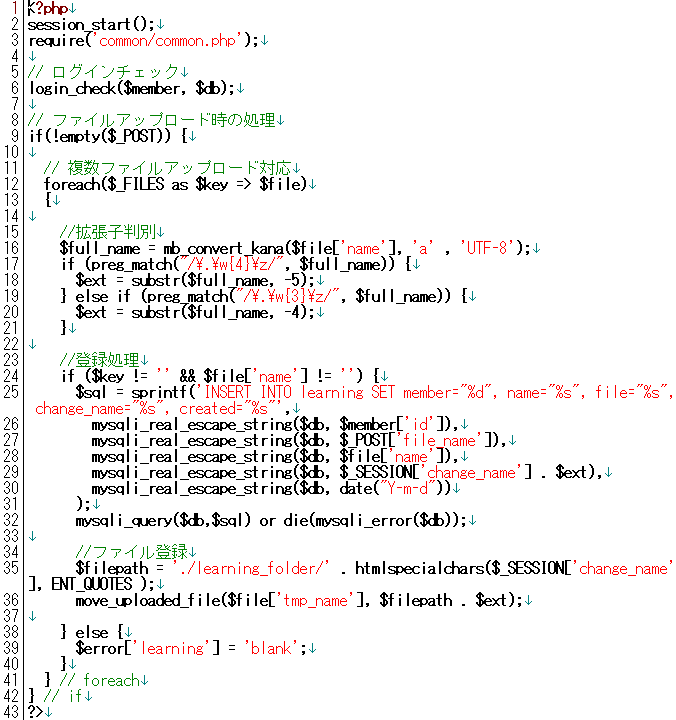 1 <?php↓
2 session_start();↓
3 require('common/common.php');↓
4 ↓
5 // ログインチェック↓
6 login_check($member, $db);↓
7 ↓
8 // ファイルアップロード時の処理↓
9 if(!empty($_POST)) {↓
10 ↓
11   // 複数ファイルアップロード対応↓
12   foreach($_FILES as $key => $file)↓
13   {↓
14 ↓
15     //拡張子判別↓
16     $full_name = mb_convert_kana($file['name'], 'a' , 'UTF-8');↓
17     if (preg_match("/¥.¥w{4}¥z/", $full_name)) {↓
18       $ext = substr($full_name, -5);↓
19     } else if (preg_match("/¥.¥w{3}¥z/", $full_name)) {↓
20       $ext = substr($full_name, -4);↓
21     }↓
22 ↓
23     //登録処理↓
24     if ($key != '' && $file['name'] != '') {↓
25       $sql = sprintf('INSERT INTO learning SET member="%d", name="%s", file="%s",
 change_name="%s", created="%s"',↓
26         mysqli_real_escape_string($db, $member['id']),↓
27         mysqli_real_escape_string($db, $_POST['file_name']),↓
28         mysqli_real_escape_string($db, $file['name']),↓
29         mysqli_real_escape_string($db, $_SESSION['change_name'] . $ext),↓
30         mysqli_real_escape_string($db, date("Y-m-d"))↓
31       );↓
32       mysqli_query($db,$sql) or die(mysqli_error($db));↓
33 ↓
34       //ファイル登録↓
35       $filepath = './learning_folder/' . htmlspecialchars($_SESSION['change_name'
], ENT_QUOTES );↓
36       move_uploaded_file($file['tmp_name'], $filepath . $ext);↓
37 ↓
38     } else {↓
39       $error['learning'] = 'blank';↓
40     }↓
41   } // foreach↓
42 } // if↓
43 ?>↓